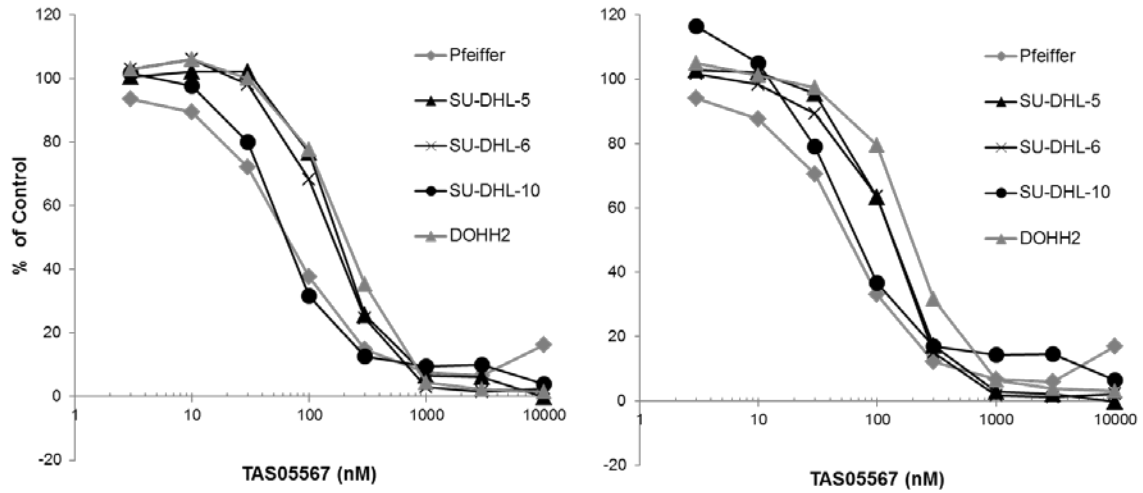 120
100
80
60
40
20
0
-20
% of Control
1 10 100 1000 10000
TAS05567 (nM)
Pfeiffer
SU-DHL-5
SU-DHL-6
SU-DHL-10
DOHH2
120
100
80
60
40
20
0
-20
1 10 100 1000 10000
TAS05567 (nM)
Pfeiffer
SU-DHL-5
SU-DHL-6
SU-DHL-10
DOHH2